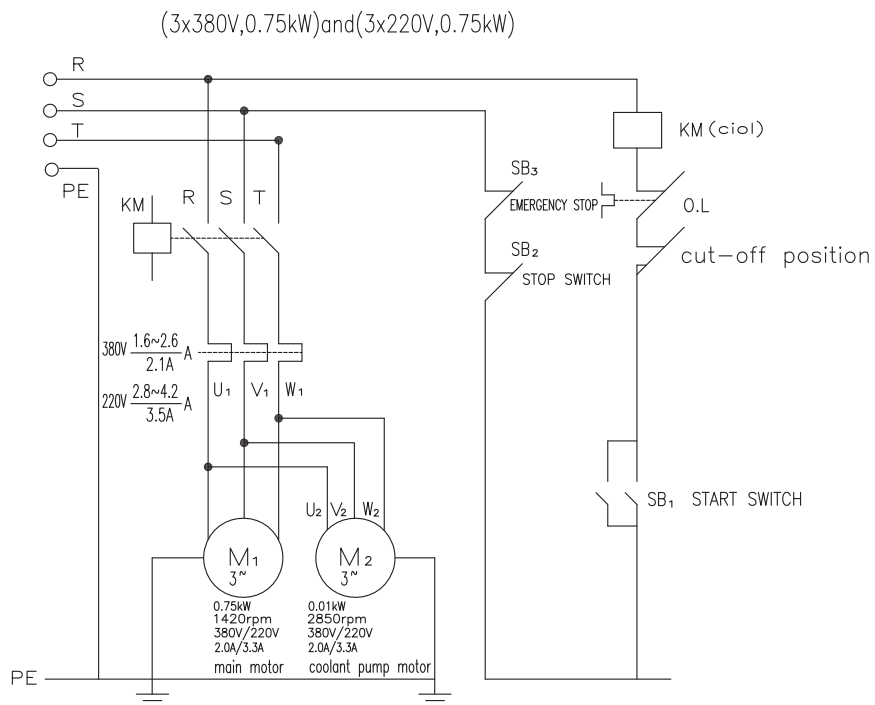 (3x380V,0.75kW)and(3x220V,0.75kW)
R
S
T
PE
KM
R S T
KM (ciol)
SB3
EMERGENCY STOP
O.L
SB2
STOP SWITCH
cut-off position
380V 1.6~2.6 A
2.1A
220V 2.8~4.2 A
3.5A
U1 V1 W1
SB1 START SWITCH
U2 V2 W2
M1
3~
M2
3~
0.75kW
1420rpm
380V/220V
2.0A/3.3A
main motor
0.01kW
2850rpm
380V/220V
2.0A/3.3A
coolant pump motor
PE